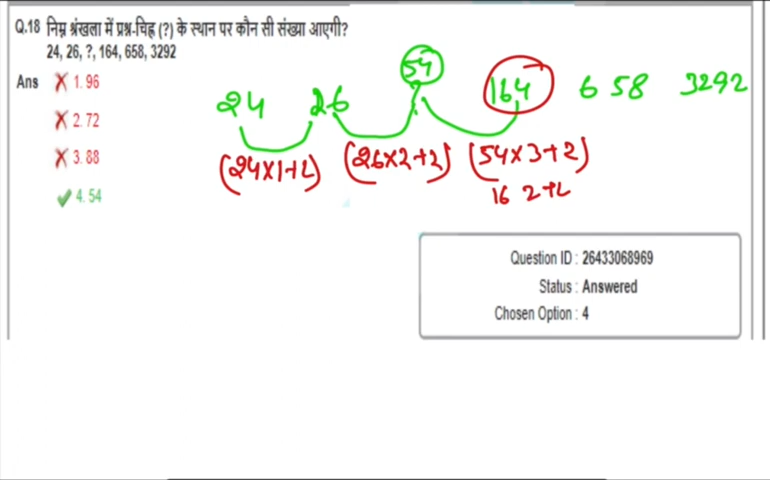 Q.18 निम्न श्रंखला में प्रश्न-चिह्न (?) के स्थान पर कौन सी संख्या आएगी?
24, 26, ?, 164, 658, 3292
Ans 1. 96
2. 72
3. 88
4. 54
54
24 26 164 658 3292
(24×1+2) (26×2+2) (54×3+2)
162+2
Question ID : 26433068969
Status : Answered
Chosen Option : 4